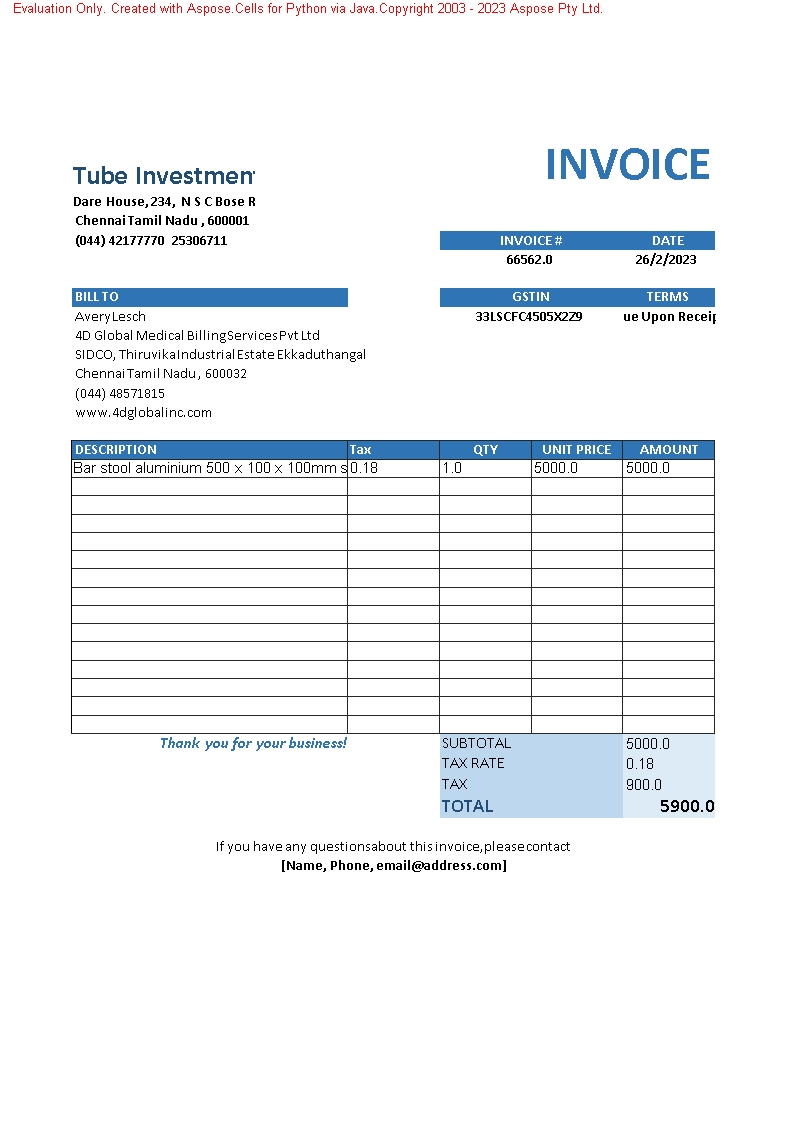 Evaluation Only. Created with Aspose.Cells for Python via Java.Copyright 2003 - 2023 Aspose Pty Ltd.
INVOICE
Tube Investmen
Dare House,234, N S C Bose R
Chennai Tamil Nadu , 600001
(044) 42177770 25306711
INVOICE # DATE
66562.0 26/2/2023
BILL TO GSTIN TERMS
Avery Lesch 33LSCFC4505X2Z9 ue Upon Receip
4D Global Medical Billing Services Pvt Ltd
SIDCO, Thiruvika Industrial Estate Ekkaduthangal
Chennai Tamil Nadu , 600032
(044) 48571815
www.4dglobalinc.com
DESCRIPTION Tax QTY UNIT PRICE AMOUNT
Bar stool aluminium 500 x 100 x 100mm s 0.18 1.0 5000.0 5000.0
Thank you for your business! SUBTOTAL 5000.0
TAX RATE 0.18
TAX 900.0
TOTAL 5900.0
If you have any questions about this invoice, please contact
[Name, Phone, email@address.com]